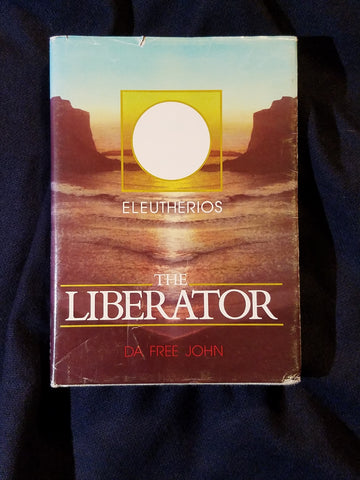 ELEUTHERIOS
THE
LIBERATOR
DA FREE JOHN